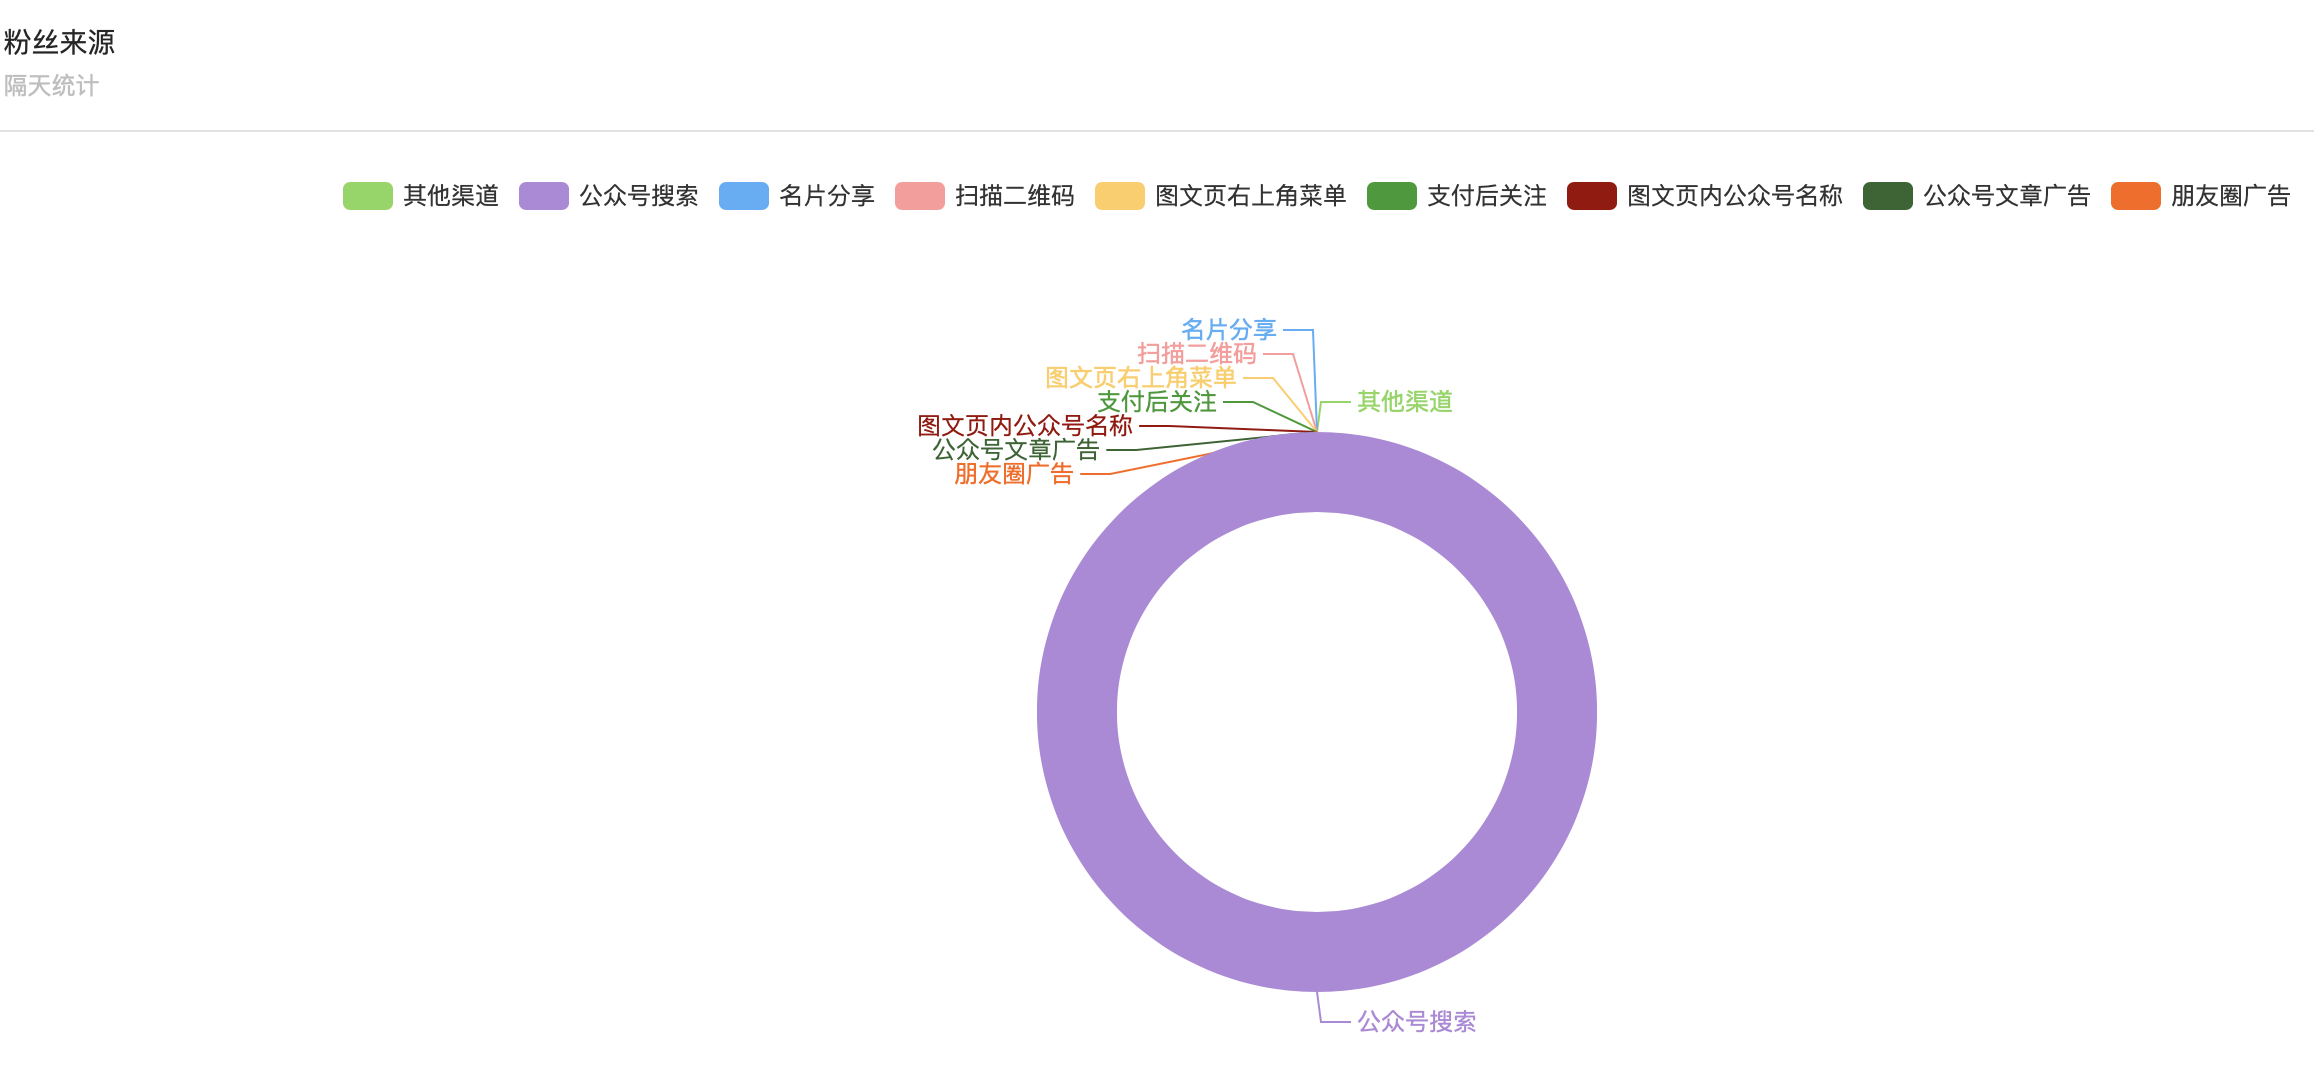 粉丝来源
隔天统计
其他渠道 公众号搜索 名片分享 扫描二维码 图文页右上角菜单 支付后关注 图文页内公众号名称 公众号文章广告 朋友圈广告
名片分享
扫描二维码
图文页右上角菜单
支付后关注 其他渠道
图文页内公众号名称
公众号文章广告
朋友圈广告
公众号搜索